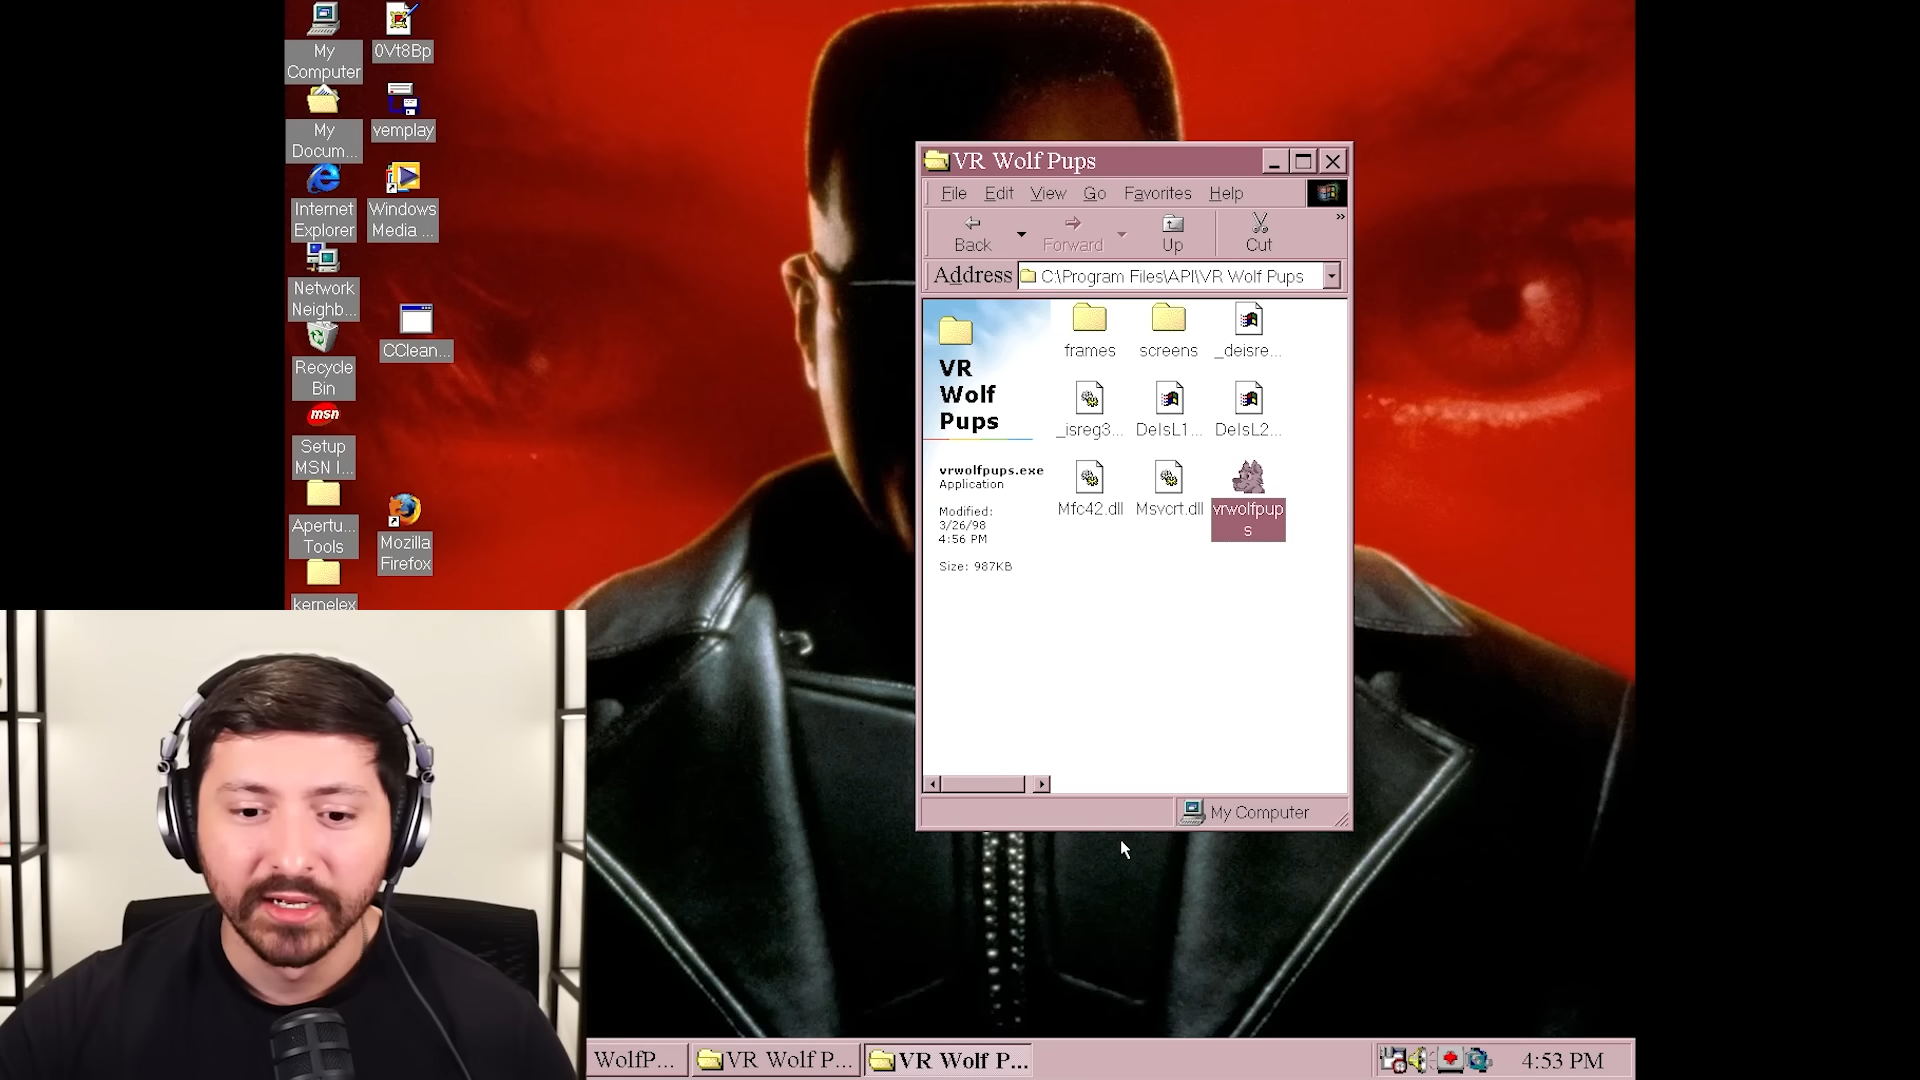 My
Computer
0Vt8Bp
My
Docum...
vemplay
Internet
Explorer
Windows
Media ...
Network
Neighb...
CClean...
Recycle
Bin
msn
Setup
MSN I...
Apertu...
Tools
Mozilla
Firefox
kernelex
VR Wolf Pups
File Edit View Go Favorites Help
Back Forward Up Cut
Address C:\Program Files\API\VR Wolf Pups
VR
Wolf
Pups
vrwolfpups.exe
Application
Modified:
3/26/98
4:56 PM
Size: 987KB
frames screens _deisre...
_isreg3... DeIsL1... DeIsL2...
Mfc42.dll Msvcrt.dll vrwolfpup
s
My Computer
WolfP... VR Wolf P... VR Wolf P... 4:53 PM